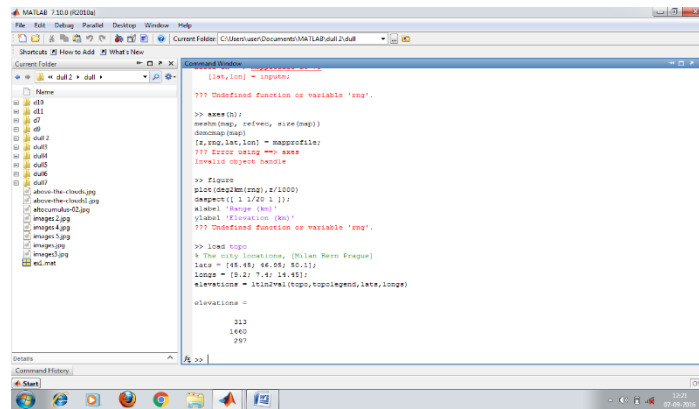 MATLAB 7.10.0 (R2010a)
File Edit Debug Parallel Desktop Window Help
Current Folder: C:\Users\user\Documents\MATLAB\dull 2\dull
Shortcuts How to Add What's New
Current Folder
« dull 2 ▸ dull ▸
Name
d10
d11
d7
d9
dull 2
dull3
dull4
dull5
dull6
dull7
above-the-clouds.jpg
above-the-clouds1.jpg
altocumulus-02.jpg
images 2.jpg
images 4.jpg
images 5.jpg
images.jpg
images3.jpg
ex1.mat
Details
Command History
Start
Command Window
[lat,lon] = inputm;
??? Undefined function or variable 'rng'.
>> axes(h);
meshm(map, refvec, size(map))
demcmap(map)
[z,rng,lat,lon] = mapprofile;
??? Error using ==> axes
Invalid object handle
>> figure
plot(deg2km(rng),z/1000)
daspect([ 1 1/20 1 ]);
xlabel 'Range (km)'
ylabel 'Elevation (km)'
??? Undefined function or variable 'rng'.
>> load topo
% The city locations, [Milan Bern Prague]
lats = [45.45; 46.95; 50.1];
longs = [9.2; 7.4; 14.45];
elevations = ltln2val(topo,topolegend,lats,longs)
elevations =
313
1660
297
fx >>
12:21
07-09-2016